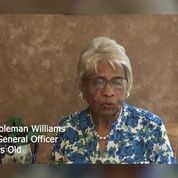 oleman Williams
General Officer
s Old